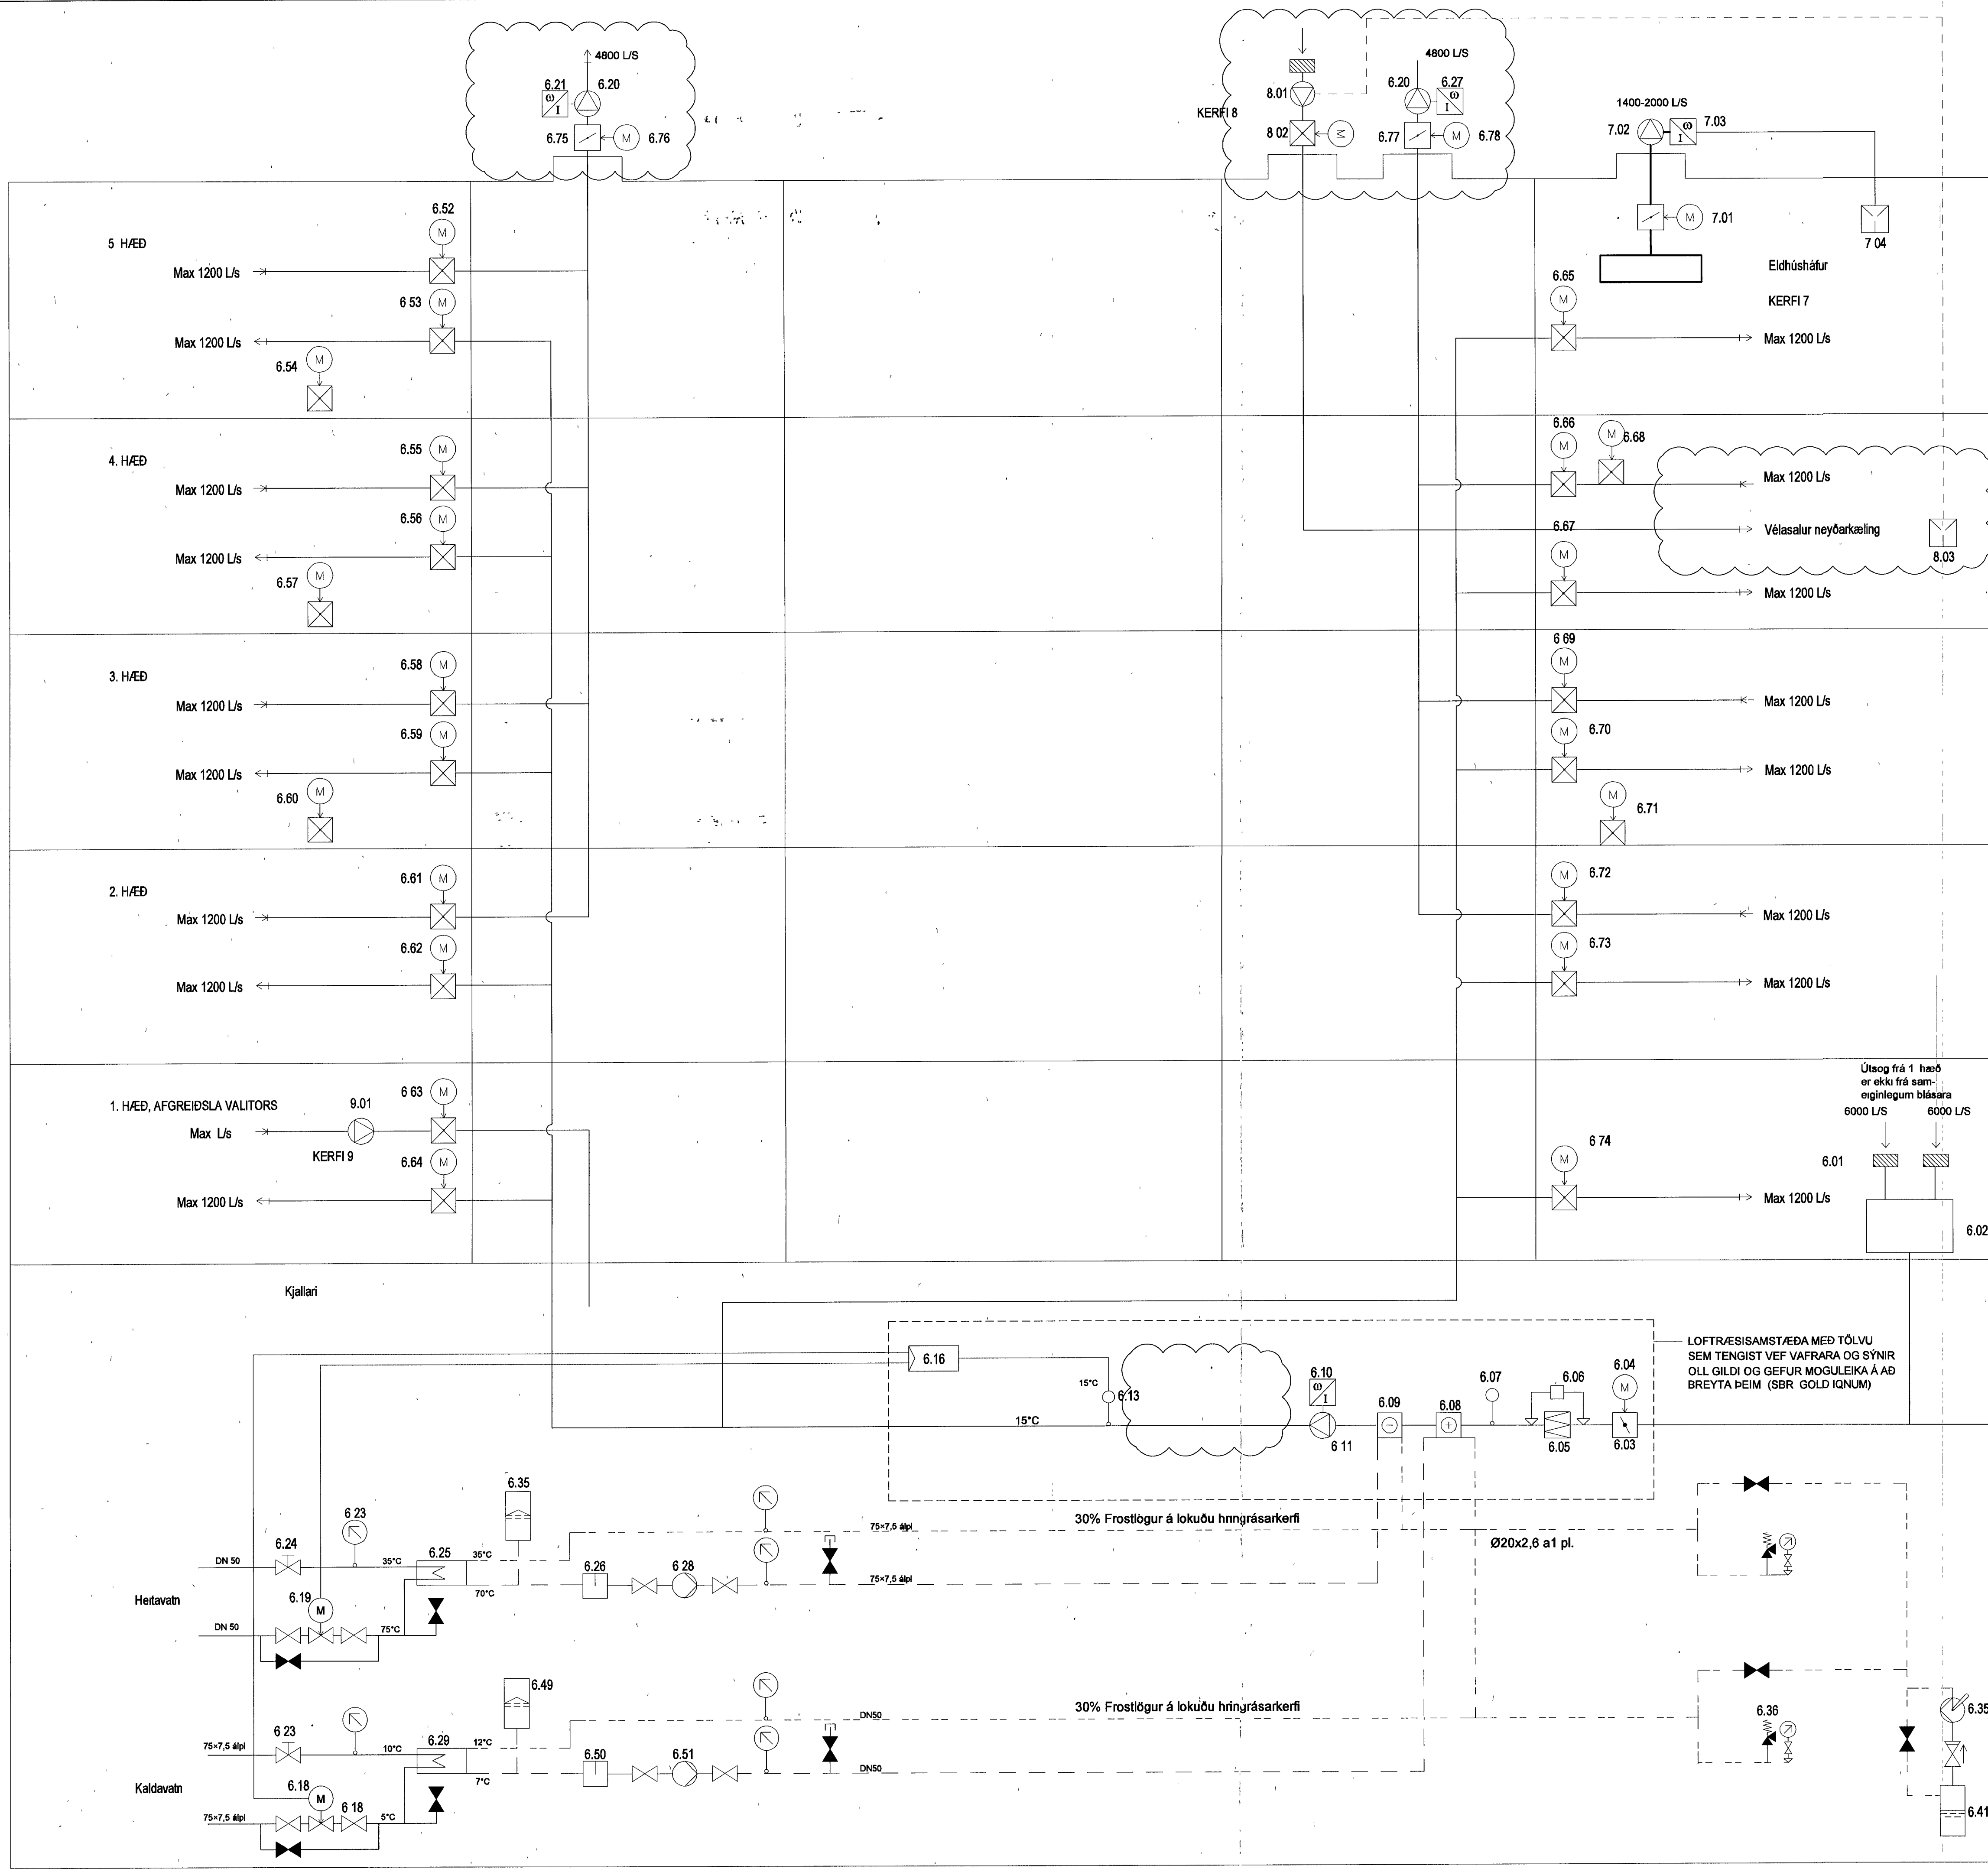 4800 L/S
6.21
6.20
ω
I
6.75
M
6.76
KERFI 8
8.01
8 02
M
4800 L/S
6.20
6.27
ω
I
6.77
M
6.78
1400-2000 L/S
7.02
ω
I
7.03
M
7.01
7 04
Eldhúsháfur
KERFI 7
5 HÆÐ
6.52
M
Max 1200 L/s
6 53
M
Max 1200 L/s
6.54
M
6.65
M
Max 1200 L/s
4. HÆÐ
6.55
M
Max 1200 L/s
6.56
M
Max 1200 L/s
6.57
M
6.66
M
M
6.68
Max 1200 L/s
6.67
M
Vélasalur neyðarkæling
8.03
Max 1200 L/s
3. HÆÐ
6.58
M
Max 1200 L/s
6.59
M
Max 1200 L/s
6.60
M
6 69
M
Max 1200 L/s
M
6.70
Max 1200 L/s
M
6.71
2. HÆÐ
6.61
M
Max 1200 L/s
6.62
M
Max 1200 L/s
M
6.72
Max 1200 L/s
M
6.73
Max 1200 L/s
1. HÆÐ, AFGREIÐSLA VALITORS
9.01
6 63
M
Max L/s
KERFI 9
6.64
M
Max 1200 L/s
6 74
M
Max 1200 L/s
Útsog frá 1 hæð
er ekki frá sam-
eiginlegum blásara
6000 L/S
6000 L/S
6.01
6.02
Kjallari
6.16
15°C
6.13
15°C
6.10
ω
I
6 11
6.09
6.08
6.07
6.06
6.05
6.04
M
6.03
LOFTRÆSISAMSTÆÐA MEÐ TÖLVU
SEM TENGIST VEF VAFRARA OG SÝNIR
OLL GILDI OG GEFUR MOGULEIKA Á AÐ
BREYTA ÞEIM (SBR GOLD IQNUM)
6.35
6 23
6.24
DN 50
35°C
6.25
35°C
70°C
6.26
6 28
75×7,5 álpl
75×7,5 álpl
30% Frostlögur á lokuðu hringrásarkerfi
Ø20x2,6 a1 pl.
Heitavatn
6.19
M
DN 50
75°C
6.49
6 23
75×7,5 álpl
10°C
6.29
12°C
7°C
6.50
6.51
DN50
DN50
30% Frostlögur á lokuðu hringrásarkerfi
6.36
6.35
6.41
Kaldavatn
6.18
M
6 18
75×7,5 álpl
5°C